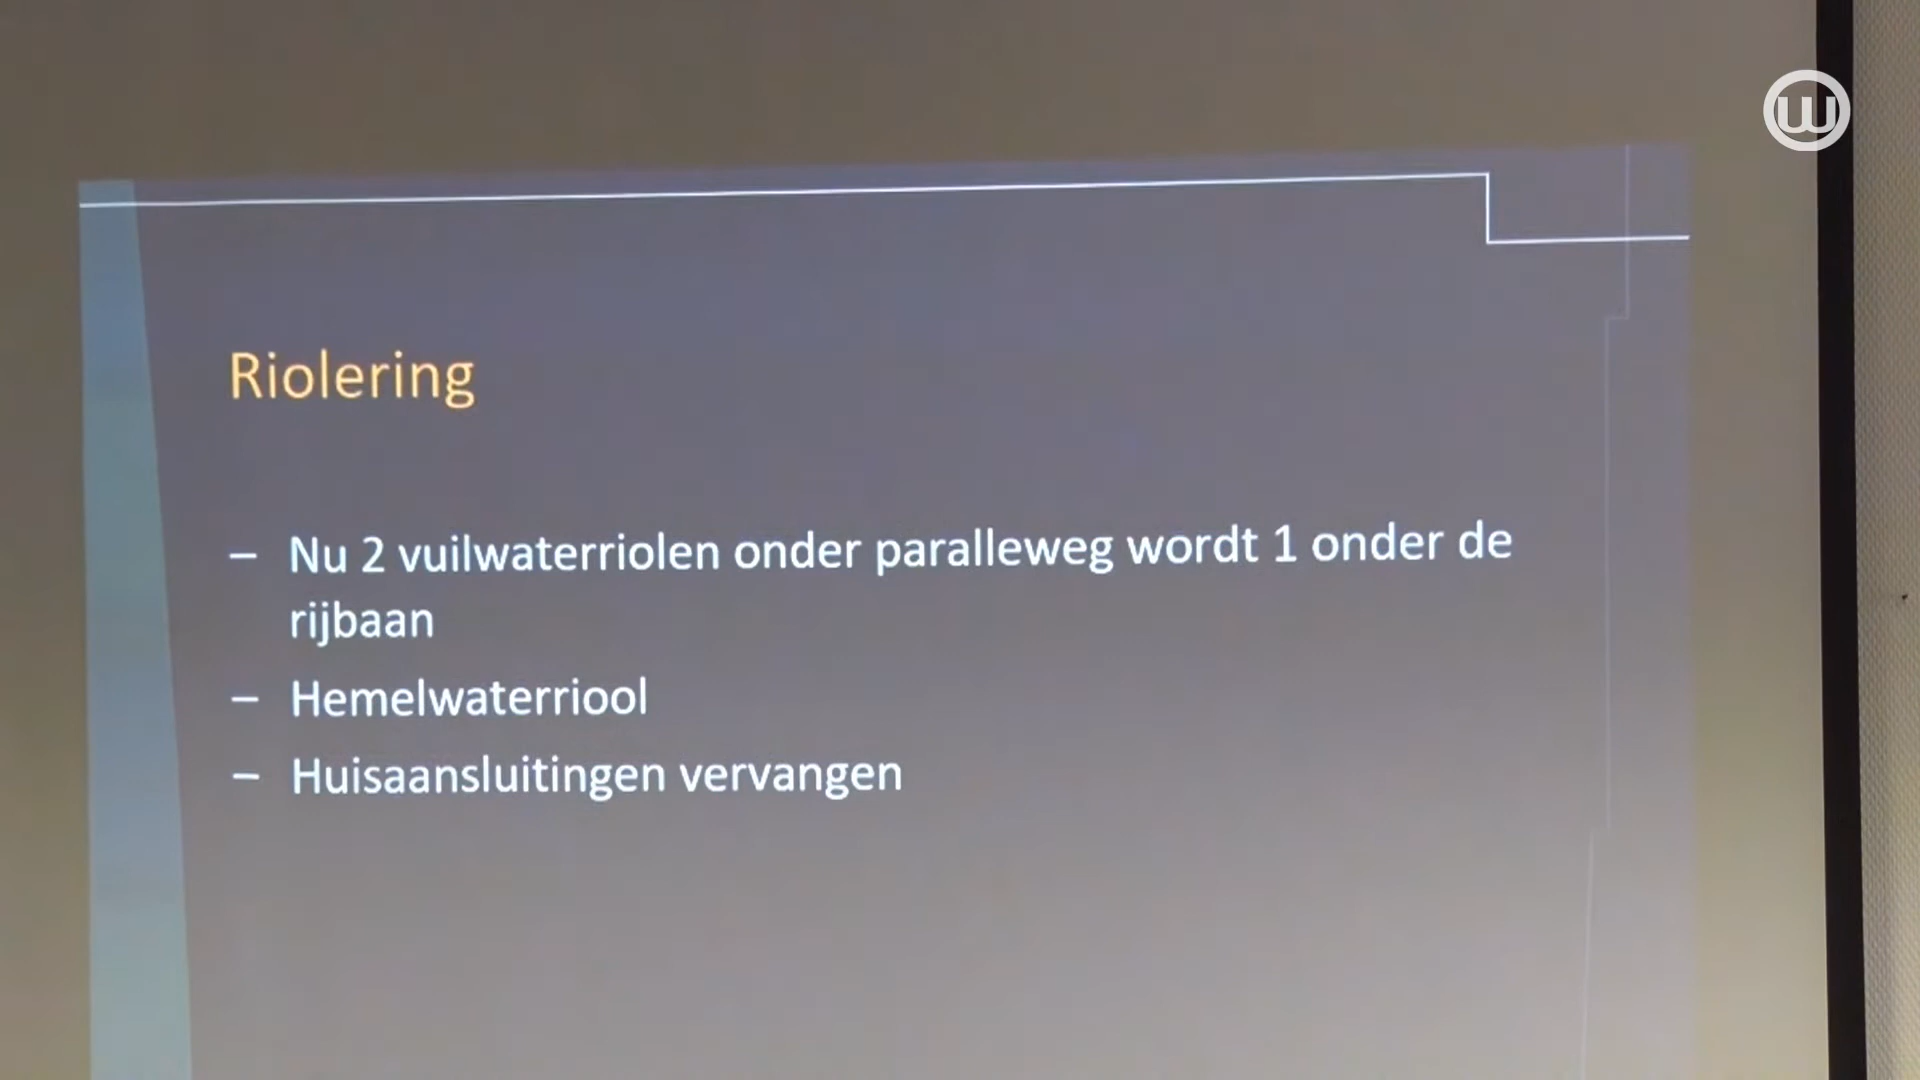 W
Riolering
– Nu 2 vuilwaterriolen onder paralleweg wordt 1 onder de
rijbaan
– Hemelwaterriool
– Huisaansluitingen vervangen